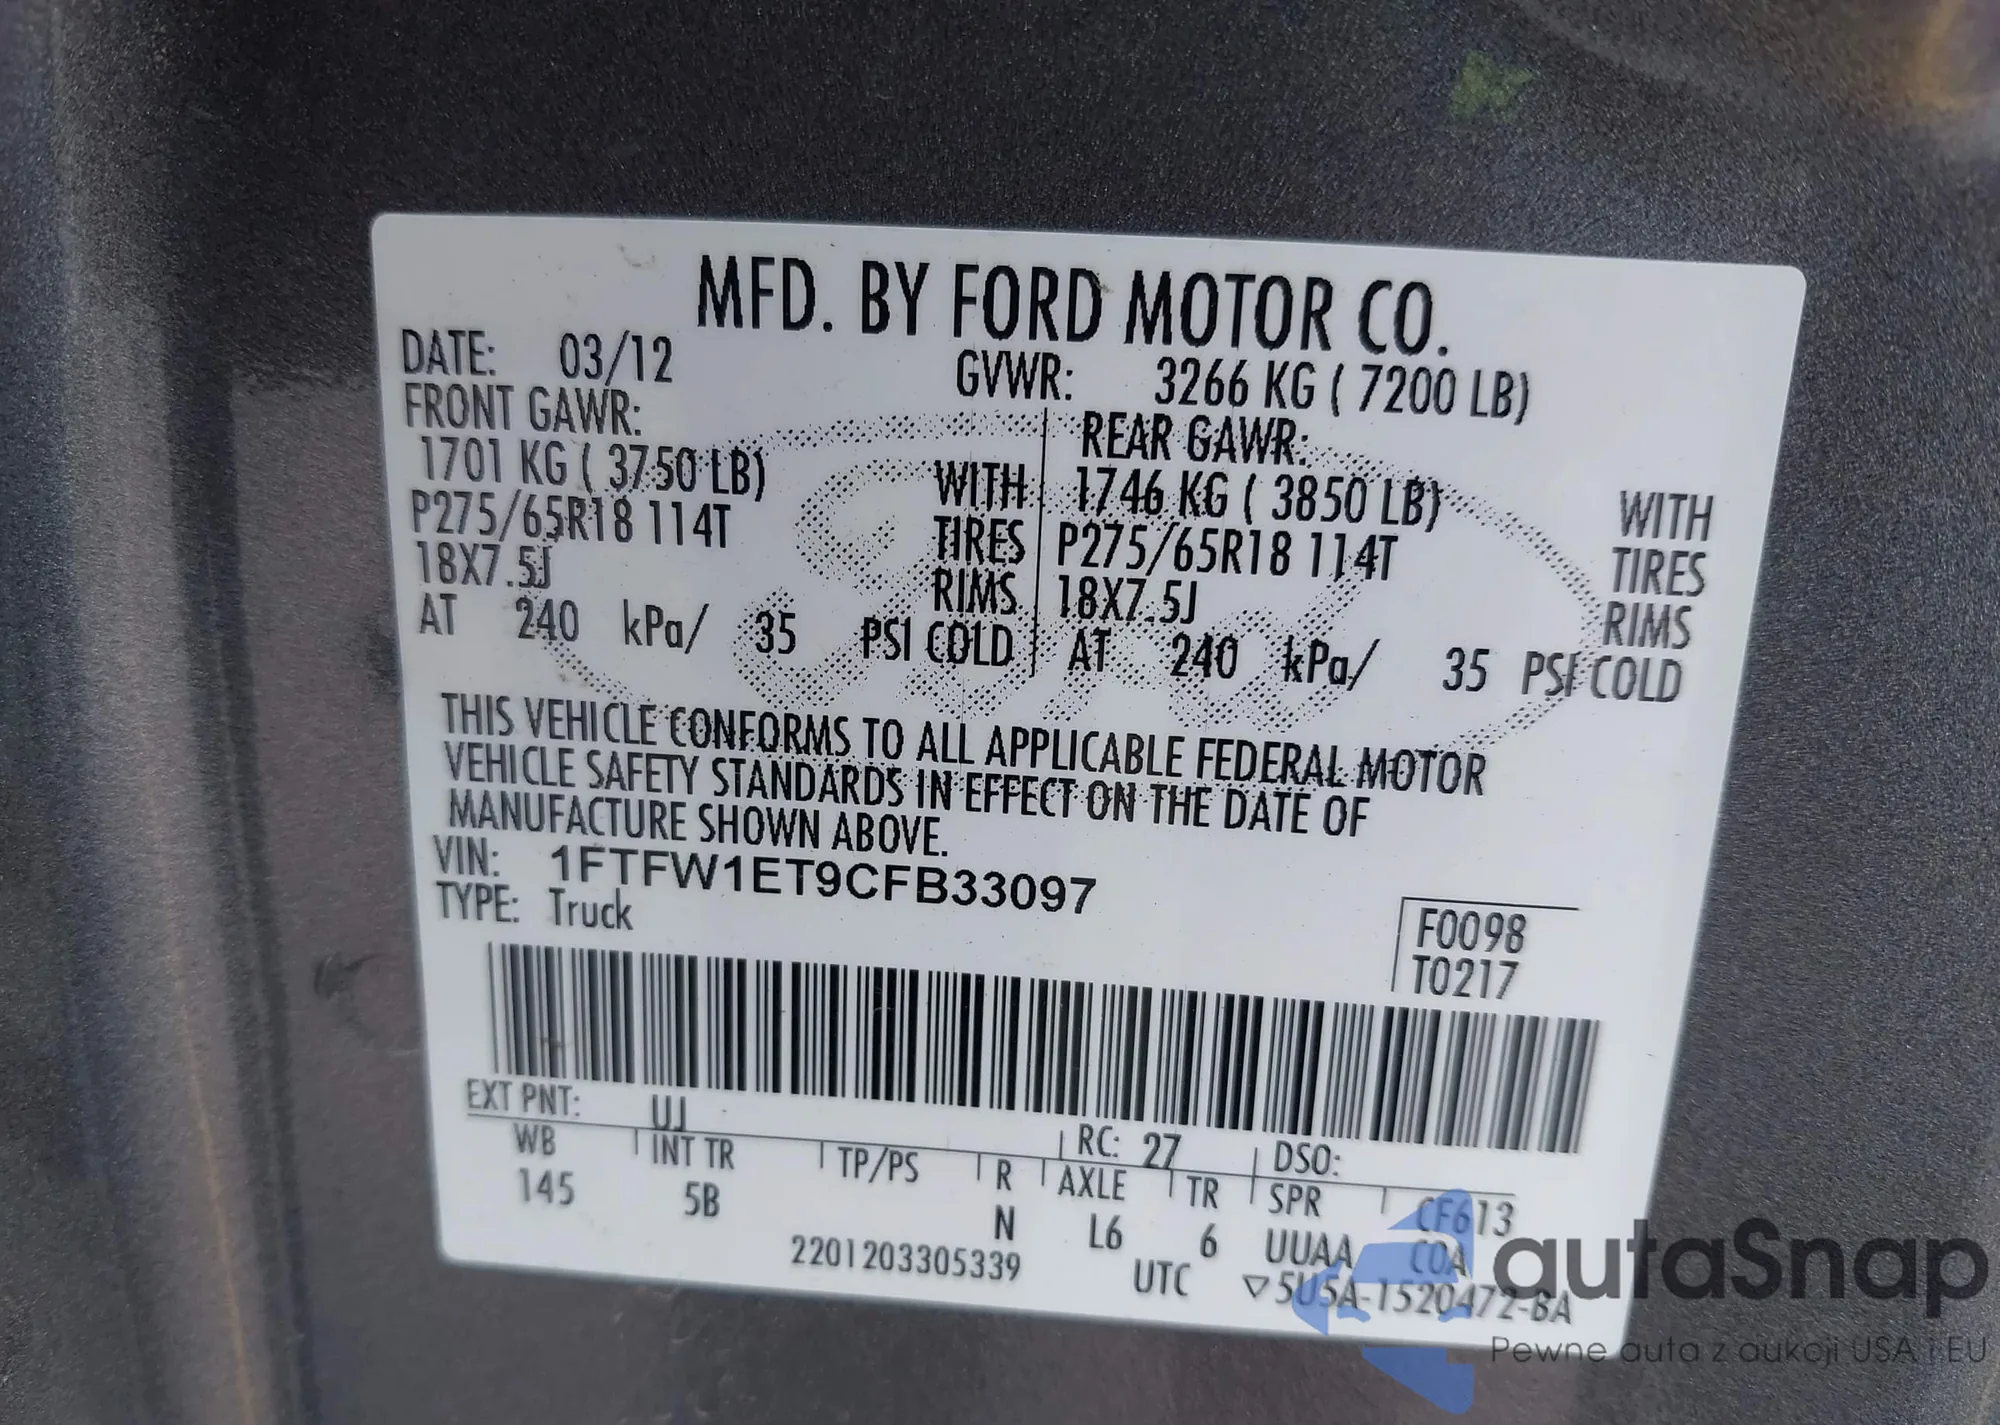 MFD. BY FORD MOTOR CO.
DATE: 03/12 GVWR: 3266 KG ( 7200 LB)
FRONT GAWR: REAR GAWR:
1701 KG ( 3750 LB) WITH 1746 KG ( 3850 LB) WITH
P275/65R18 114T TIRES P275/65R18 114T TIRES
18X7.5J RIMS 18X7.5J RIMS
AT 240 kPa/ 35 PSI COLD AT 240 kPa/ 35 PSI COLD
THIS VEHICLE CONFORMS TO ALL APPLICABLE FEDERAL MOTOR
VEHICLE SAFETY STANDARDS IN EFFECT ON THE DATE OF
MANUFACTURE SHOWN ABOVE.
VIN: 1FTFW1ET9CFB33097
TYPE: Truck
F0098
T0217
EXT PNT: UJ RC: 27 DSO:
WB INT TR TP/PS R AXLE TR SPR CF613
145 5B N L6 6 UUAA COA
2201203305339 UTC ▽5U5A-1520472-BA
autaSnap
Pewne auta z aukcji USA i EU